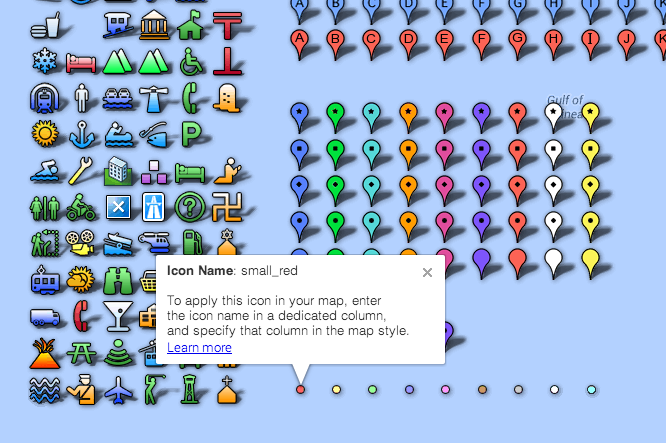 A B C D E F G H I J K
A B C D E F G H I J K
Gulf of
P
?
Icon Name: small_red
To apply this icon in your map, enter
the icon name in a dedicated column,
and specify that column in the map style.
Learn more